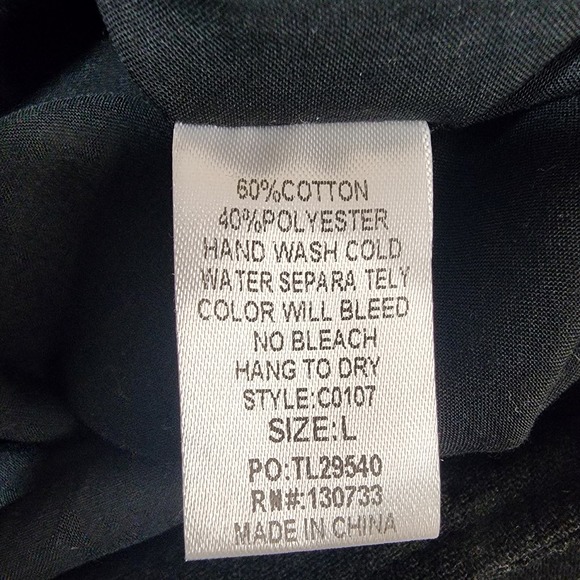 60%COTTON
40%POLYESTER
HAND WASH COLD
WATER SEPARA TELY
COLOR WILL BLEED
NO BLEACH
HANG TO DRY
STYLE:C0107
SIZE:L
PO:TL29540
RN#:130733
MADE IN CHINA